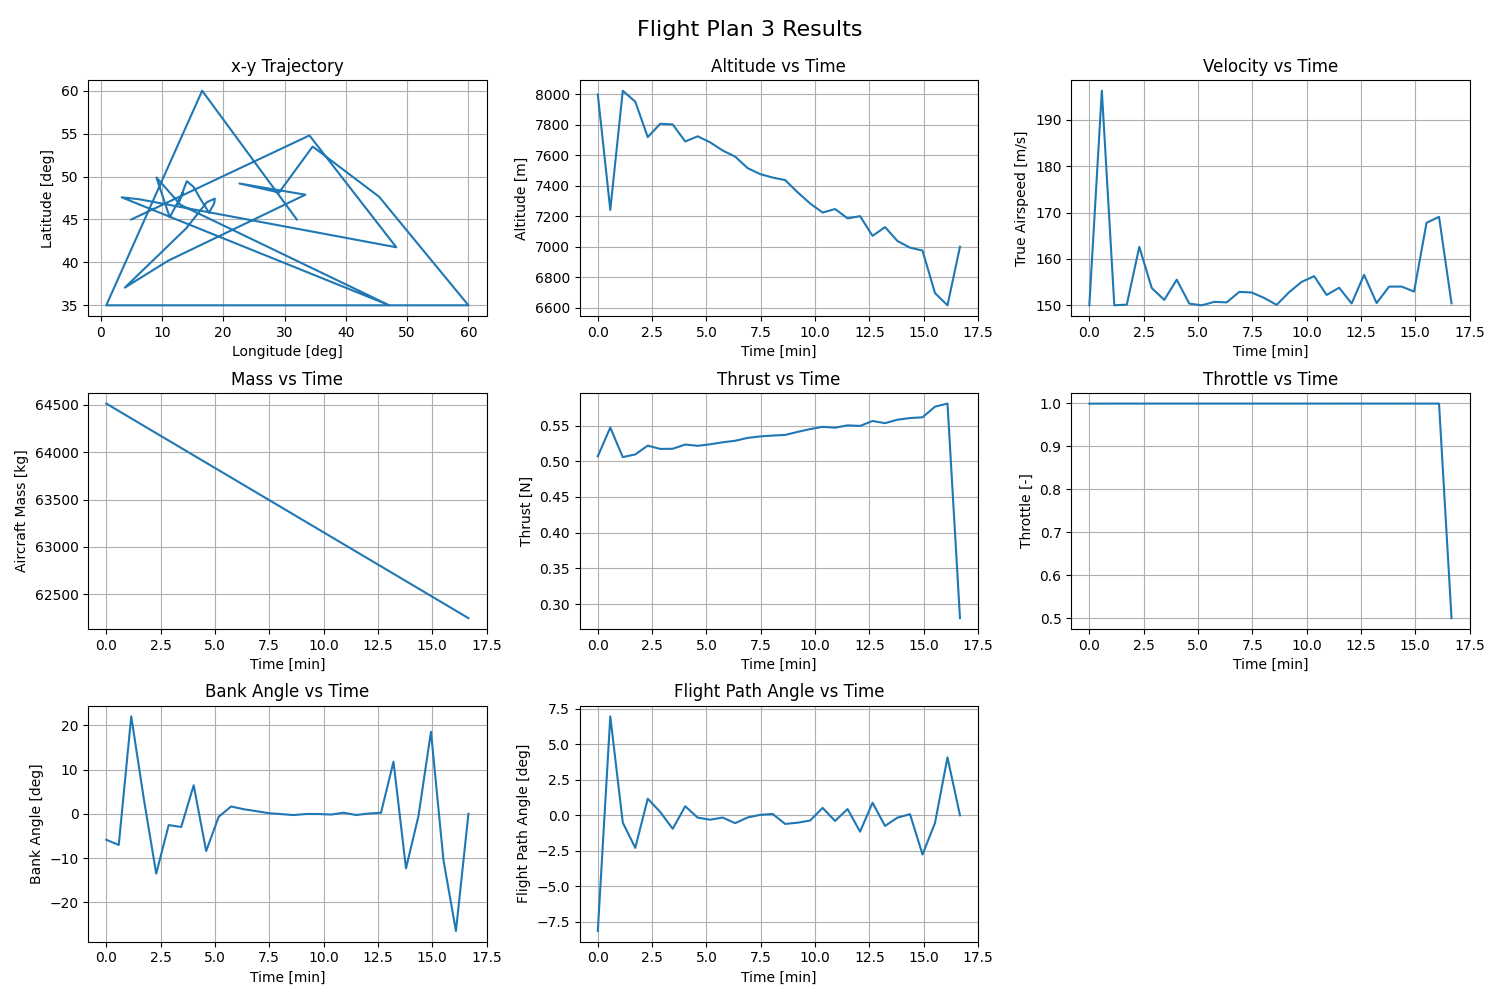 Flight Plan 3 Results
x-y Trajectory
60
55
50
45
40
35
Latitude [deg]
0 10 20 30 40 50 60
Longitude [deg]
Altitude vs Time
8000
7800
7600
7400
7200
7000
6800
6600
Altitude [m]
0.0 2.5 5.0 7.5 10.0 12.5 15.0 17.5
Time [min]
Velocity vs Time
190
180
170
160
150
True Airspeed [m/s]
0.0 2.5 5.0 7.5 10.0 12.5 15.0 17.5
Time [min]
Mass vs Time
64500
64000
63500
63000
62500
Aircraft Mass [kg]
0.0 2.5 5.0 7.5 10.0 12.5 15.0 17.5
Time [min]
Thrust vs Time
0.55
0.50
0.45
0.40
0.35
0.30
Thrust [N]
0.0 2.5 5.0 7.5 10.0 12.5 15.0 17.5
Time [min]
Throttle vs Time
1.0
0.9
0.8
0.7
0.6
0.5
Throttle [-]
0.0 2.5 5.0 7.5 10.0 12.5 15.0 17.5
Time [min]
Bank Angle vs Time
20
10
0
−10
−20
Bank Angle [deg]
0.0 2.5 5.0 7.5 10.0 12.5 15.0 17.5
Time [min]
Flight Path Angle vs Time
7.5
5.0
2.5
0.0
−2.5
−5.0
−7.5
Flight Path Angle [deg]
0.0 2.5 5.0 7.5 10.0 12.5 15.0 17.5
Time [min]